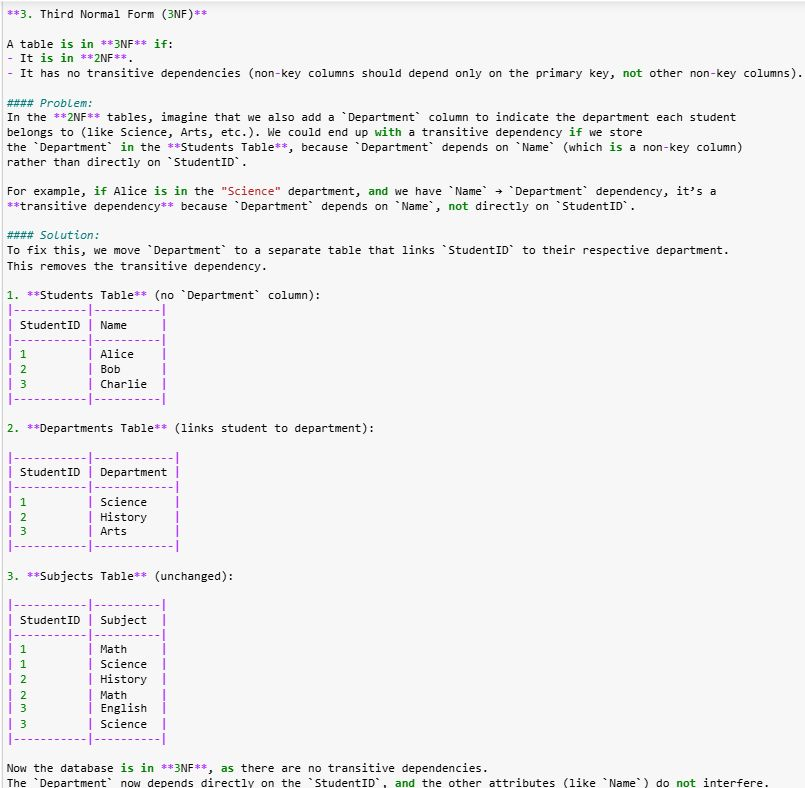 **3. Third Normal Form (3NF)**
A table is in **3NF** if:
- It is in **2NF**.
- It has no transitive dependencies (non-key columns should depend only on the primary key, not other non-key columns).
#### Problem:
In the **2NF** tables, imagine that we also add a `Department` column to indicate the department each student
belongs to (like Science, Arts, etc.). We could end up with a transitive dependency if we store
the `Department` in the **Students Table**, because `Department` depends on `Name` (which is a non-key column)
rather than directly on `StudentID`.
For example, if Alice is in the "Science" department, and we have `Name` → `Department` dependency, it’s a
**transitive dependency** because `Department` depends on `Name`, not directly on `StudentID`.
#### Solution:
To fix this, we move `Department` to a separate table that links `StudentID` to their respective department.
This removes the transitive dependency.
1. **Students Table** (no `Department` column):
|-----------|----------|
| StudentID | Name     |
|-----------|----------|
| 1         | Alice    |
| 2         | Bob      |
| 3         | Charlie  |
|-----------|----------|
2. **Departments Table** (links student to department):
|-----------|------------|
| StudentID | Department |
|-----------|------------|
| 1         | Science    |
| 2         | History    |
| 3         | Arts       |
|-----------|------------|
3. **Subjects Table** (unchanged):
|-----------|----------|
| StudentID | Subject  |
|-----------|----------|
| 1         | Math     |
| 1         | Science  |
| 2         | History  |
| 2         | Math     |
| 3         | English  |
| 3         | Science  |
|-----------|----------|
Now the database is in **3NF**, as there are no transitive dependencies.
The `Department` now depends directly on the `StudentID`, and the other attributes (like `Name`) do not interfere.